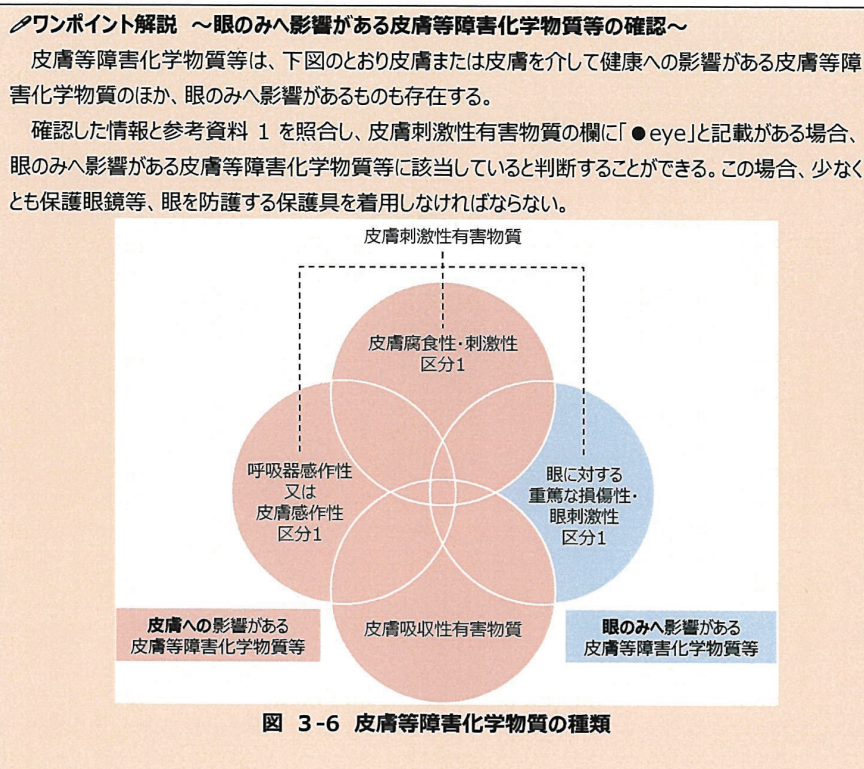 ワンポイント解説 ～眼のみへ影響がある皮膚等障害化学物質等の確認～
皮膚等障害化学物質等は、下図のとおり皮膚または皮膚を介して健康への影響がある皮膚等障
害化学物質のほか、眼のみへ影響があるものも存在する。
確認した情報と参考資料 1 を照合し、皮膚刺激性有害物質の欄に「●eye」と記載がある場合、
眼のみへ影響がある皮膚等障害化学物質等に該当していると判断することができる。この場合、少なく
とも保護眼鏡等、眼を防護する保護具を着用しなければならない。
皮膚刺激性有害物質
皮膚腐食性・刺激性
区分1
呼吸器感作性
又は
皮膚感作性
区分1
眼に対する
重篤な損傷性・
眼刺激性
区分1
皮膚吸収性有害物質
皮膚への影響がある
皮膚等障害化学物質等
眼のみへ影響がある
皮膚等障害化学物質等
図 3-6 皮膚等障害化学物質の種類